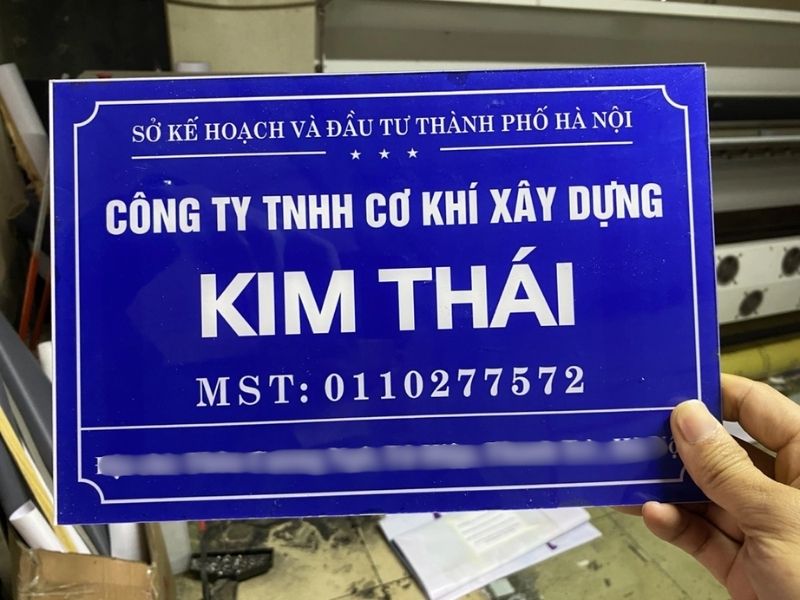 SỞ KẾ HOẠCH VÀ ĐẦU TƯ THÀNH PHỐ HÀ NỘI
CÔNG TY TNHH CƠ KHÍ XÂY DỰNG
KIM THÁI
MST: 0110277572